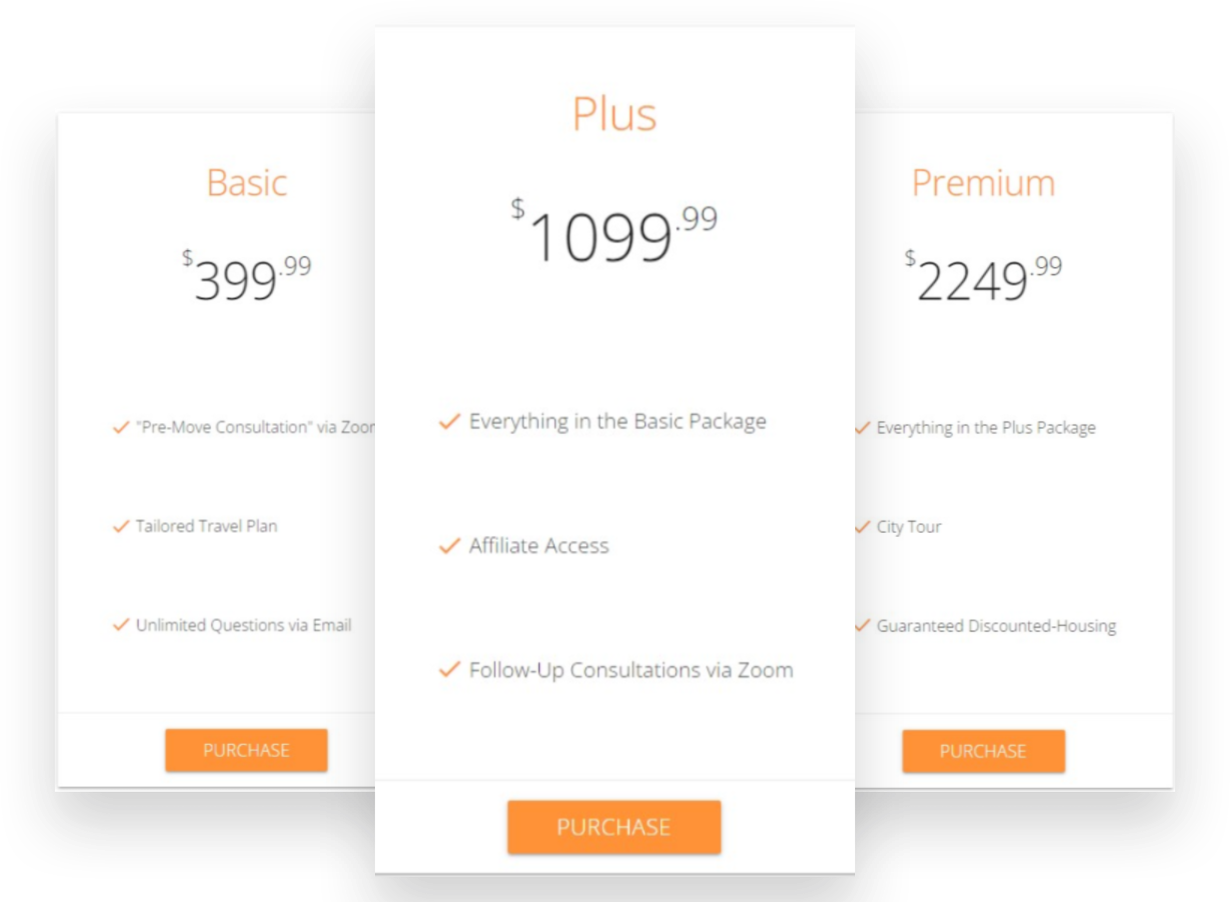 Basic
$399.99
"Pre-Move Consultation" via Zoom
Tailored Travel Plan
Unlimited Questions via Email
PURCHASE
Plus
$1099.99
Everything in the Basic Package
Affiliate Access
Follow-Up Consultations via Zoom
PURCHASE
Premium
$2249.99
Everything in the Plus Package
City Tour
Guaranteed Discounted-Housing
PURCHASE